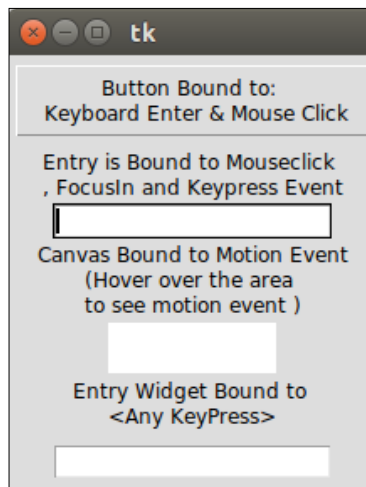 tk
Button Bound to:
Keyboard Enter & Mouse Click
Entry is Bound to Mouseclick
, FocusIn and Keypress Event
Canvas Bound to Motion Event
(Hover over the area
to see motion event )
Entry Widget Bound to
<Any KeyPress>